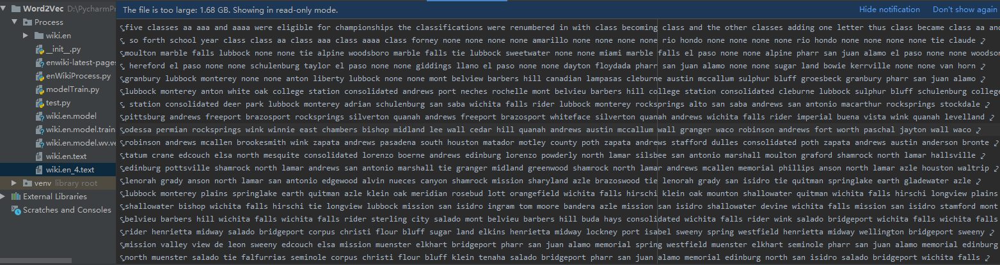 Word2Vec D:\PycharmPr
Process
wiki.en
__init__.py
enwiki-latest-pages
enWikiProcess.py
modelTrain.py
test.py
wiki.en.model
wiki.en.model.train
wiki.en.model.wv.ve
wiki.en.text
wiki.en_4.text
venv library root
External Libraries
Scratches and Consoles
The file is too large: 1.68 GB. Showing in read-only mode. Hide notification Don't show again
five classes aa aaa and aaaa were eligible for championships the classifications were renumbered in with class becoming class and the other classes adding one letter thus class became class aa and
so forth school year class class aa class aaa class aaaa class forney none none none none amarillo none none none none none rio hondo none none none none rio hondo none none none none tie claude
moulton marble falls lubbock none none tie alpine woodsboro marble falls tie lubbock sweetwater none none miami marble falls el paso none none alpine pharr san juan alamo el paso none none woodson
hereford el paso none none schulenburg taylor el paso none none giddings llano el paso none none dayton floydada pharr san juan alamo none none sugar land bowie kerrville none none van horn
granbury lubbock monterey none none anton liberty lubbock none none mont belview barbers hill canadian lampasas cleburne austin mccallum sulphur bluff groesbeck granbury pharr san juan alamo
lubbock monterey anton white oak college station consolidated andrews port neches rochelle mont belvieu barbers hill college station consolidated cleburne lubbock sulphur bluff schulenburg college
station consolidated deer park lubbock monterey adrian schulenburg san saba wichita falls rider lubbock monterey rocksprings alto san saba andrews san antonio macarthur rocksprings stockdale
pittsburg andrews freeport brazosport rocksprings silverton quanah andrews freeport brazosport whiteface silverton quanah andrews wichita falls rider imperial buena vista wink quanah levelland
odessa permian rocksprings wink winnie east chambers bishop midland lee wall cedar hill quanah andrews austin mccallum wall granger waco robinson andrews fort worth paschal jayton wall waco
robinson andrews mcallen brookesmith wink zapata andrews pasadena south houston matador motley county poth zapata andrews stafford dulles consolidated poth zapata andrews austin anderson bronte
tatum crane edcouch elsa north mesquite consolidated lorenzo boerne andrews edinburg lorenzo powderly north lamar silsbee san antonio marshall moulton graford shamrock north lamar hallsville
edinburg pottsville shamrock north lamar andrews san antonio marshall tie granger midland greenwood shamrock north lamar andrews mcallen memorial phillips anson north lamar azle houston waltrip
lenorah grady anson north lamar san antonio edgewood alvin nueces canyon shamrock mission sharyland azle brazoswood tie lenorah grady san isidro tie quitman springlake earth gladewater azle
lubbock monterey plains springlake earth quitman azle klein oak meridian rosebud lott orangefield wichita falls hirschi klein oak mounton shallowater quitman wichita falls hirschi longview plains
shallowater bishop wichita falls hirschi tie longview lubbock mission san isidro ingram tom moore bandera azle mission san isidro shallowater devine wichita falls mission san isidro stamford mont
belvieu barbers hill wichita falls wichita falls rider sterling city salado mont belvieu barbers hill buda hays consolidated wichita falls rider wink salado bridgeport wichita falls wichita falls
rider henrietta midway salado bridgeport corpus christi flour bluff sugar land elkins henrietta midway lockney port isabel sweeny spring westfield henrietta midway wellington bridgeport sweeny
mission valley view de leon sweeny edcouch elsa mission muenster elkhart bridgeport pharr san juan alamo memorial spring westfield muenster elkhart seminole pharr san juan alamo memorial edinburg
north muenster salado tie falfurrias seminole corpus christi flour bluff klein tenaha salado bridgeport pharr san juan alamo memorial edinburg north san isidro salado bridgeport wichita falls